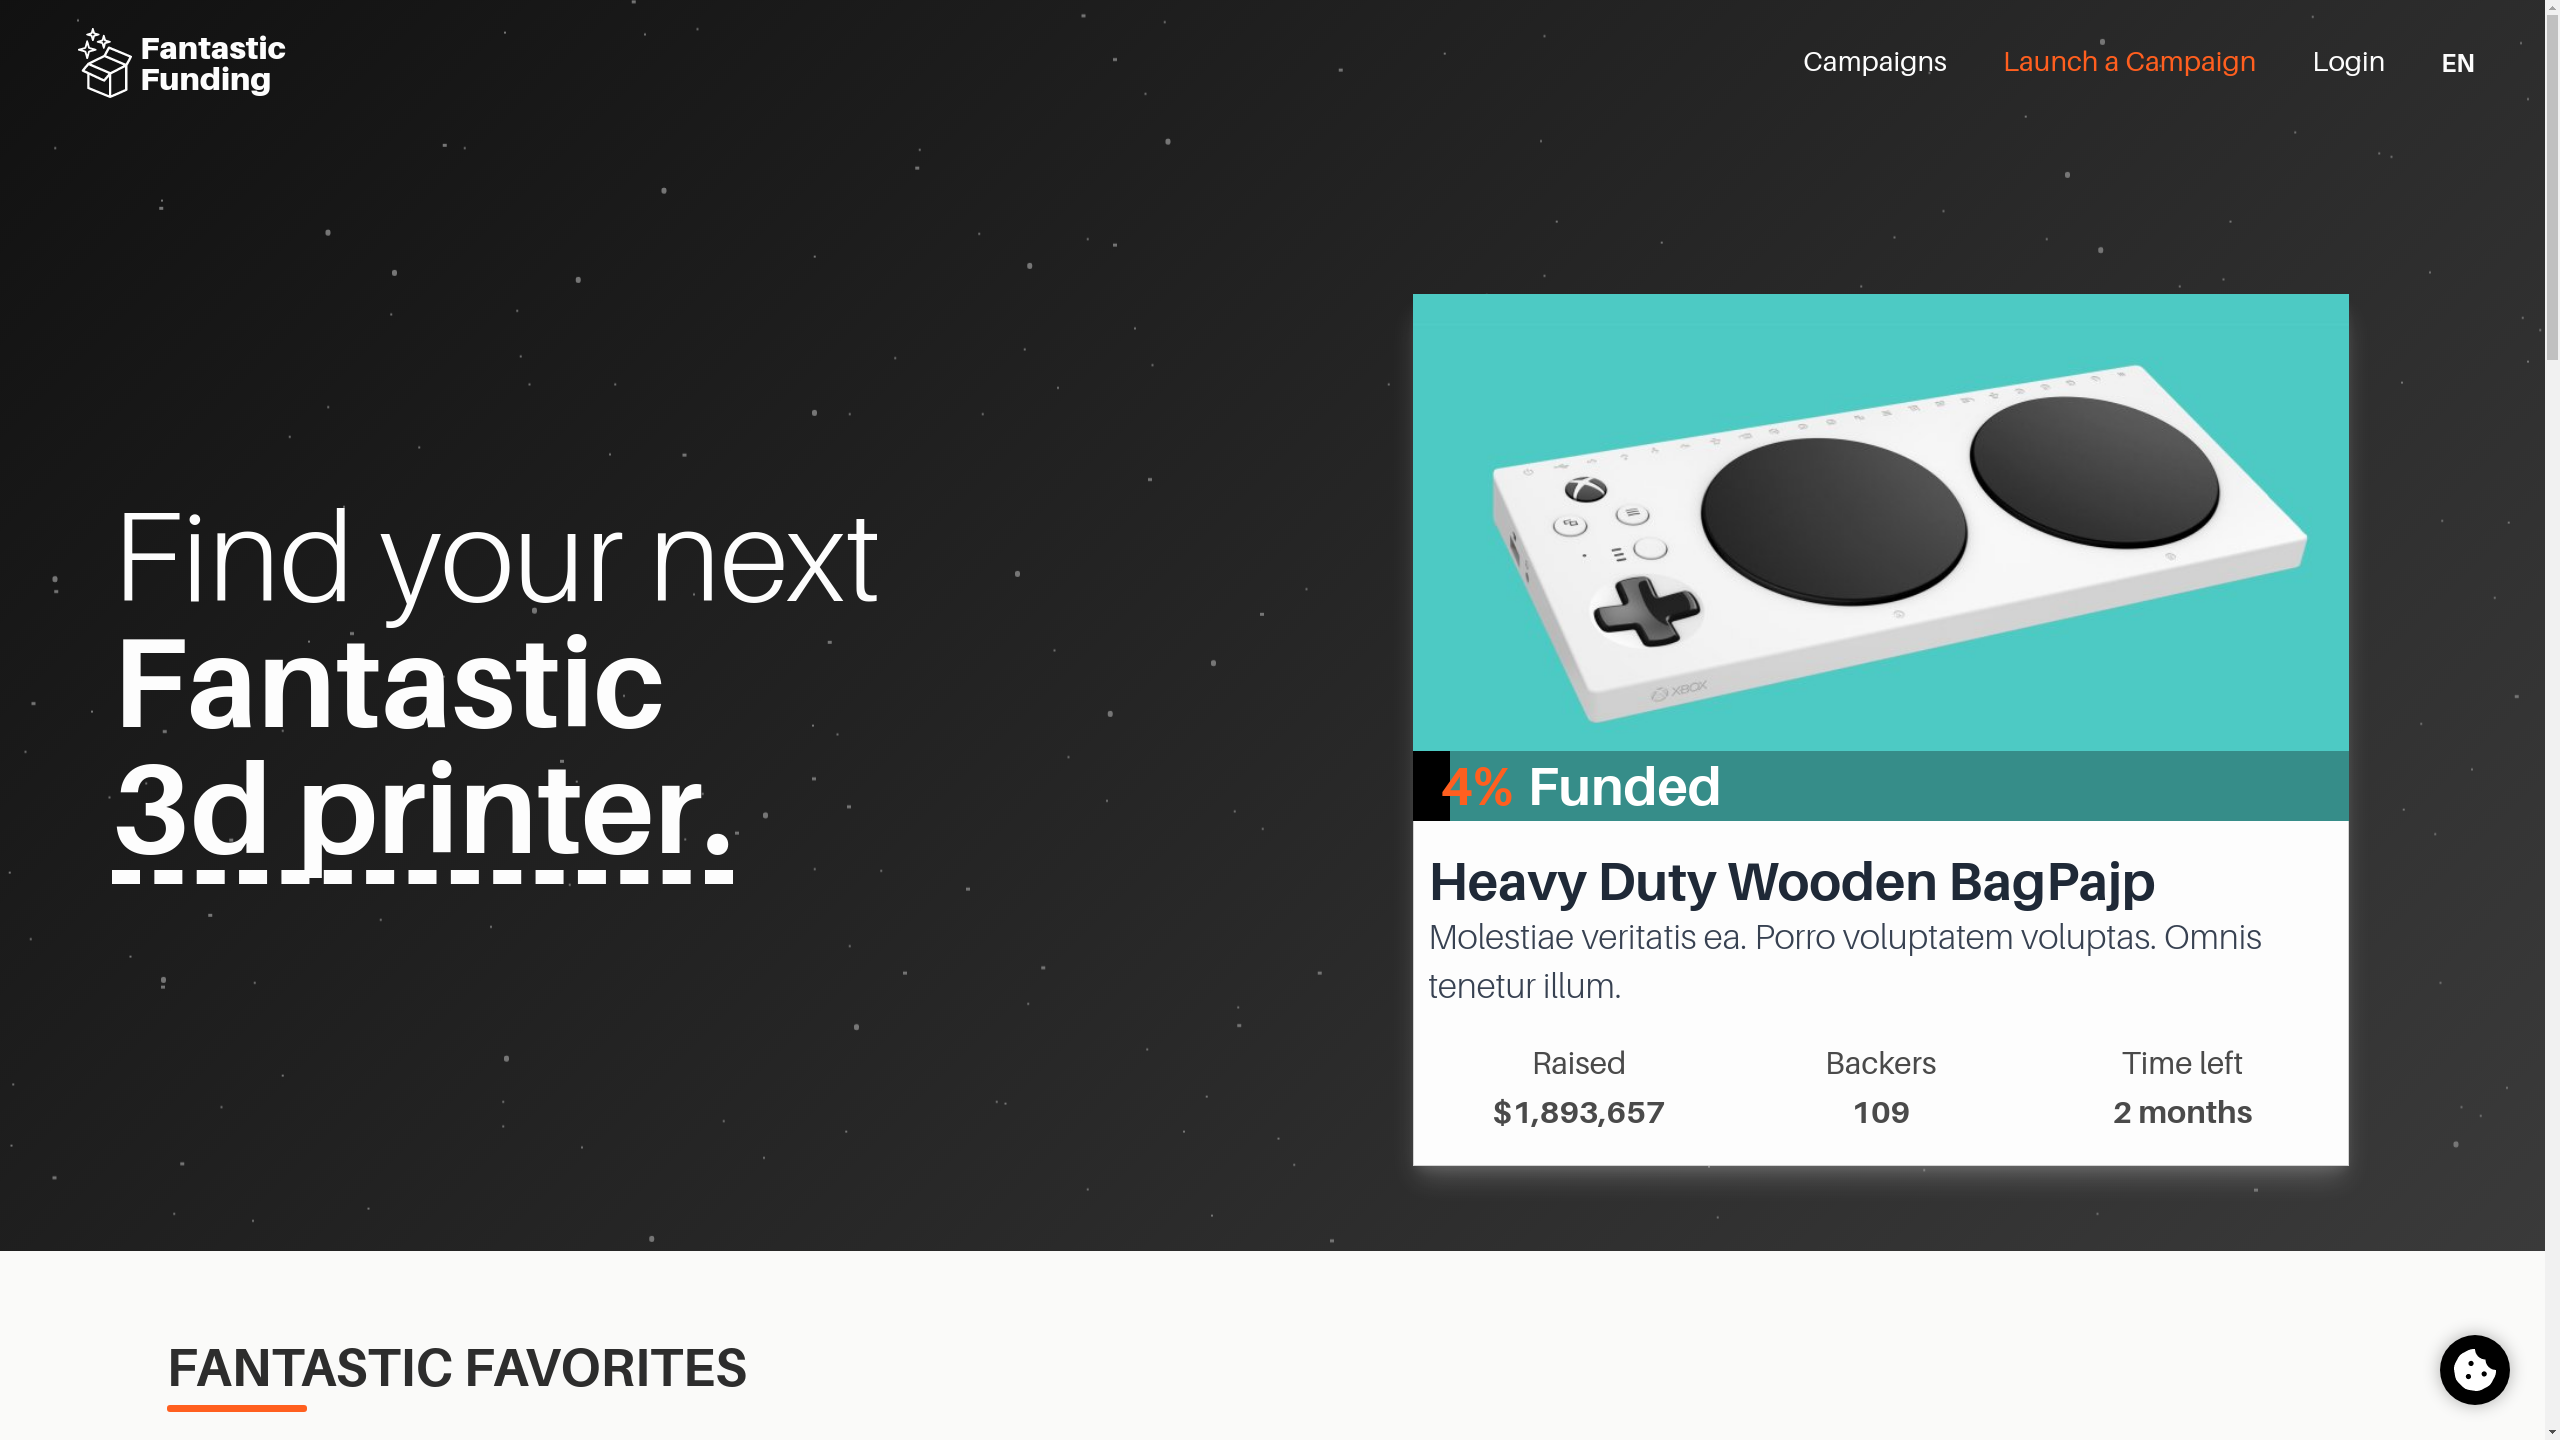 Fantastic
Funding
Campaigns
Launch a Campaign
Login
EN
Find your next
Fantastic
3d printer.
XBOX
4% Funded
Heavy Duty Wooden BagPajp
Molestiae veritatis ea. Porro voluptatem voluptas. Omnis
tenetur illum.
Raised
Backers
Time left
$1,893,657
109
2 months
FANTASTIC FAVORITES